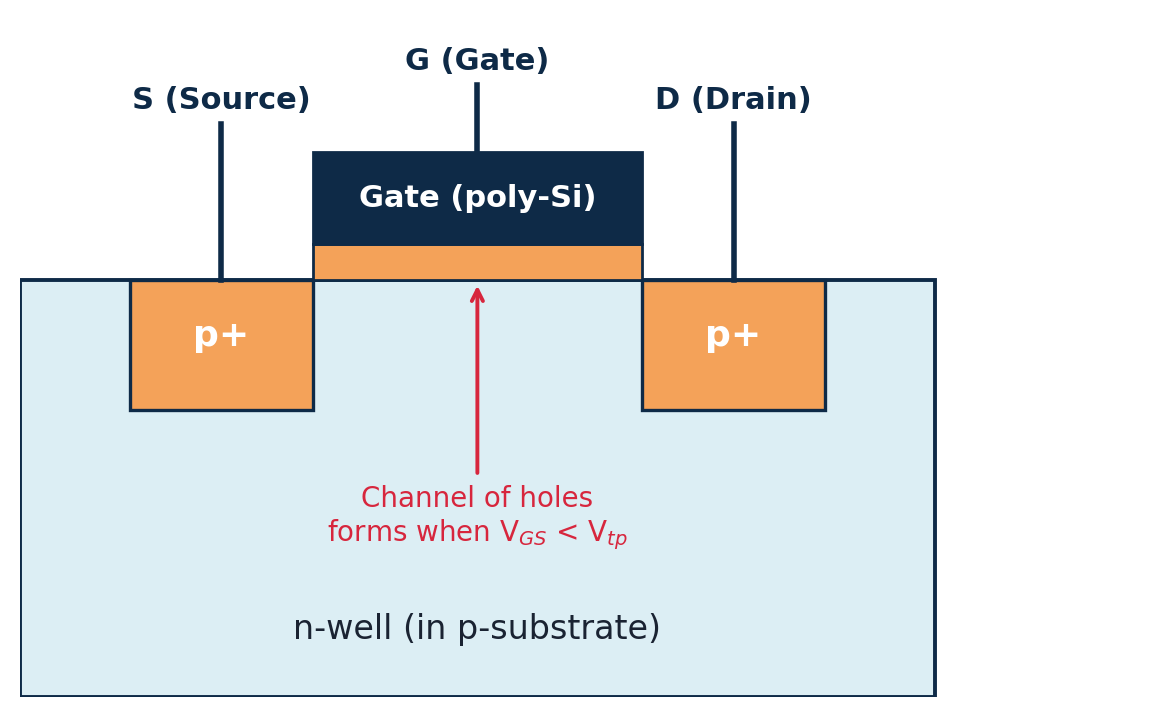 G (Gate)
S (Source)
D (Drain)
Gate (poly-Si)
p+
p+
Channel of holes
forms when V_GS < V_tp
n-well (in p-substrate)